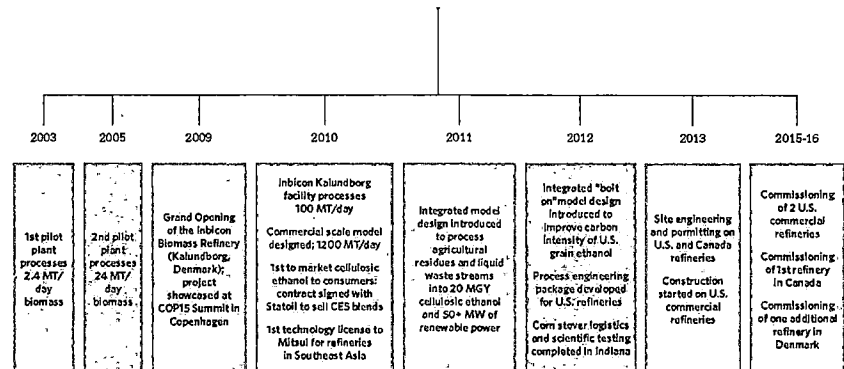 2003
2005
2009
2010
2011
2012
2013
2015-16
1st pilot
plant
processes
2.4 MT/
day
biomass
2nd pilot
plant
processes
24 MT/
day
biomass
Grand Opening
of the Inbicon
Biomass Refinery
(Kalundborg,
Denmark);
project
showcased at
COP15 Summit in
Copenhagen
Inbicon Kalundborg
facility processes
100 MT/day
Commercial scale model
designed; 1200 MT/day
1st to market cellulosic
ethanol to consumers:
contract signed with
Statoil to sell CE5 blends
1st technology license to
Mitsui for refineries
in Southeast Asia
Integrated model
design introduced to
process agricultural
residues and liquid
waste streams
into 20 MGY
cellulosic ethanol
and 50+ MW of
renewable power
Integrated "bolt
on" model design
introduced to
improve carbon
intensity of U.S.
grain ethanol
Process engineering
package developed
for U.S. refineries
Corn stover logistics
and scientific testing
completed in Indiana
Site engineering
and permitting on
U.S. and Canada
refineries
Construction
started on U.S.
commercial
refineries
Commissioning
of 2 U.S.
commercial
refineries
Commissioning
of 1st refinery
in Canada
Commissioning
of one additional
refinery in
Denmark